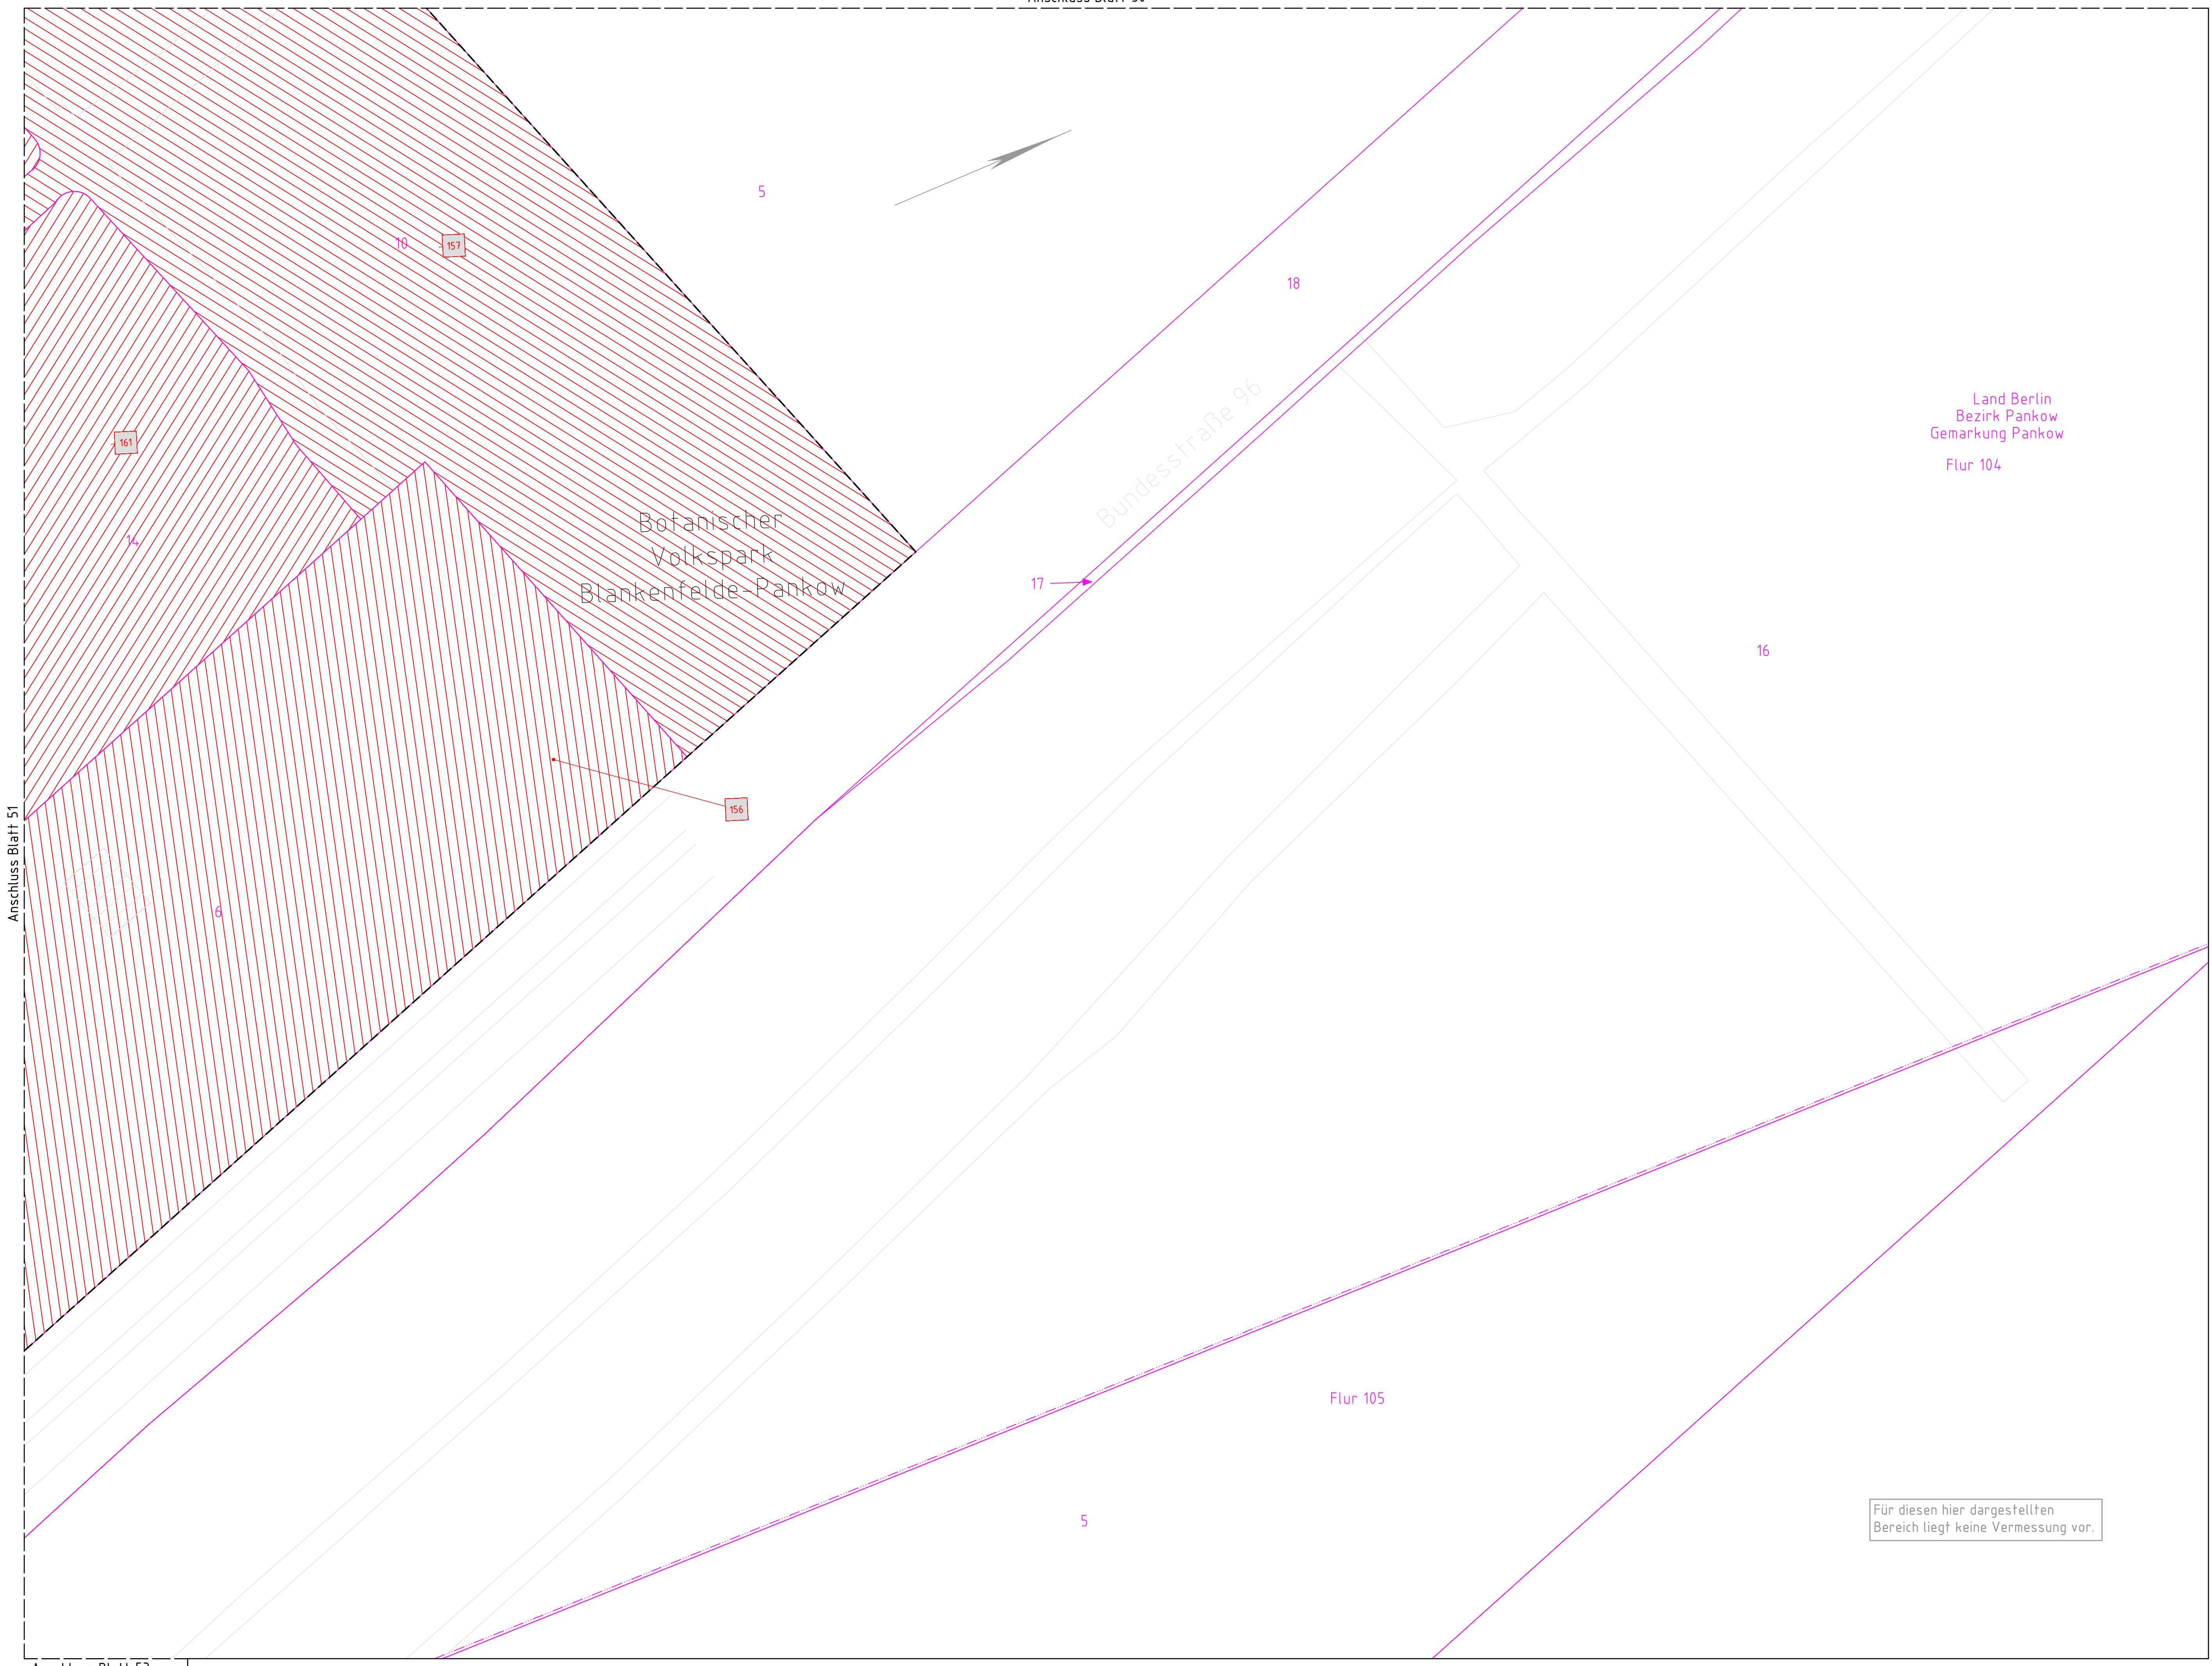 5
10
157
18
Bundesstraße 96
Land Berlin
Bezirk Pankow
Gemarkung Pankow
Flur 104
161
14
Botanischer
Volkspark
Blankenfelde-Pankow
17
16
156
Anschluss Blatt 51
6
Flur 105
5
Für diesen hier dargestellten
Bereich liegt keine Vermessung vor.